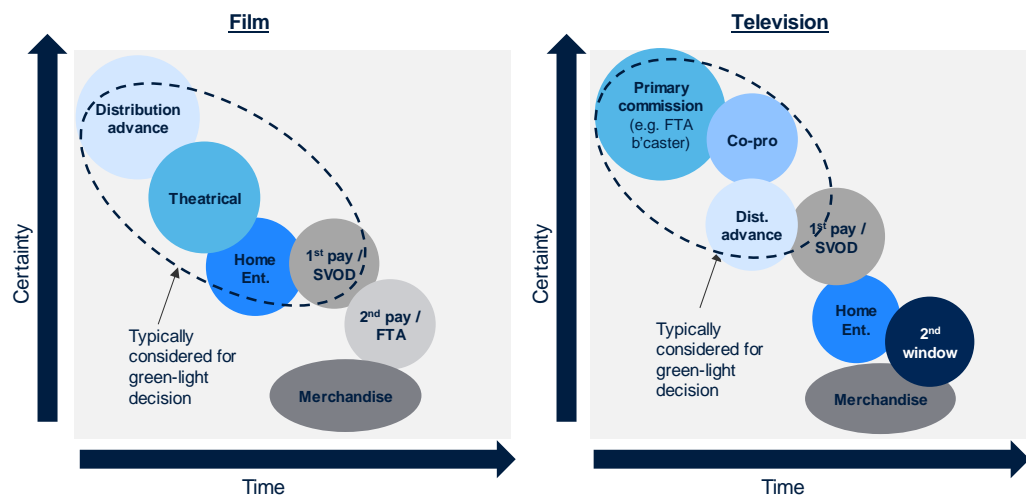 Film
Certainty
Distribution
advance
Theatrical
Home
Ent.
1st pay /
SVOD
2nd pay /
FTA
Merchandise
Typically
considered for
green-light
decision
Time
Television
Certainty
Primary
commission
(e.g. FTA
b'caster)
Co-pro
Dist.
advance
1st pay /
SVOD
Home
Ent.
2nd
window
Merchandise
Typically
considered for
green-light
decision
Time